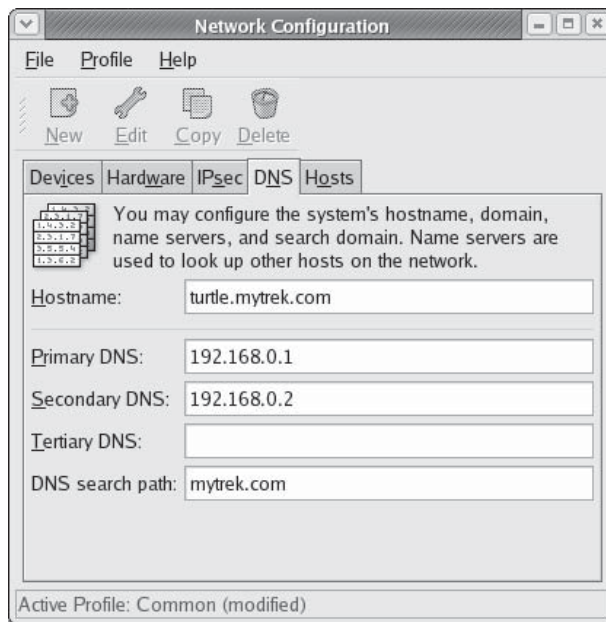 Network Configuration
File Profile Help
New Edit Copy Delete
Devices Hardware IPsec DNS Hosts
You may configure the system's hostname, domain,
name servers, and search domain. Name servers are
used to look up other hosts on the network.
Hostname: turtle.mytrek.com
Primary DNS: 192.168.0.1
Secondary DNS: 192.168.0.2
Tertiary DNS:
DNS search path: mytrek.com
Active Profile: Common (modified)